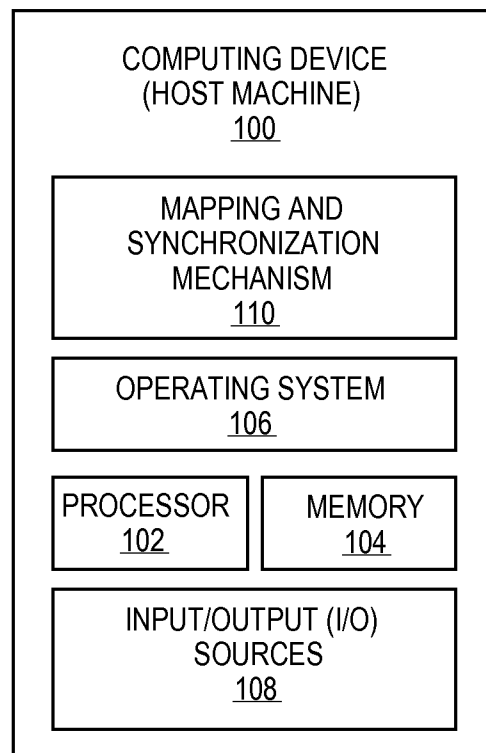 COMPUTING DEVICE
(HOST MACHINE)
100
MAPPING AND
SYNCHRONIZATION
MECHANISM
110
OPERATING SYSTEM
106
PROCESSOR
102
MEMORY
104
INPUT/OUTPUT (I/O)
SOURCES
108